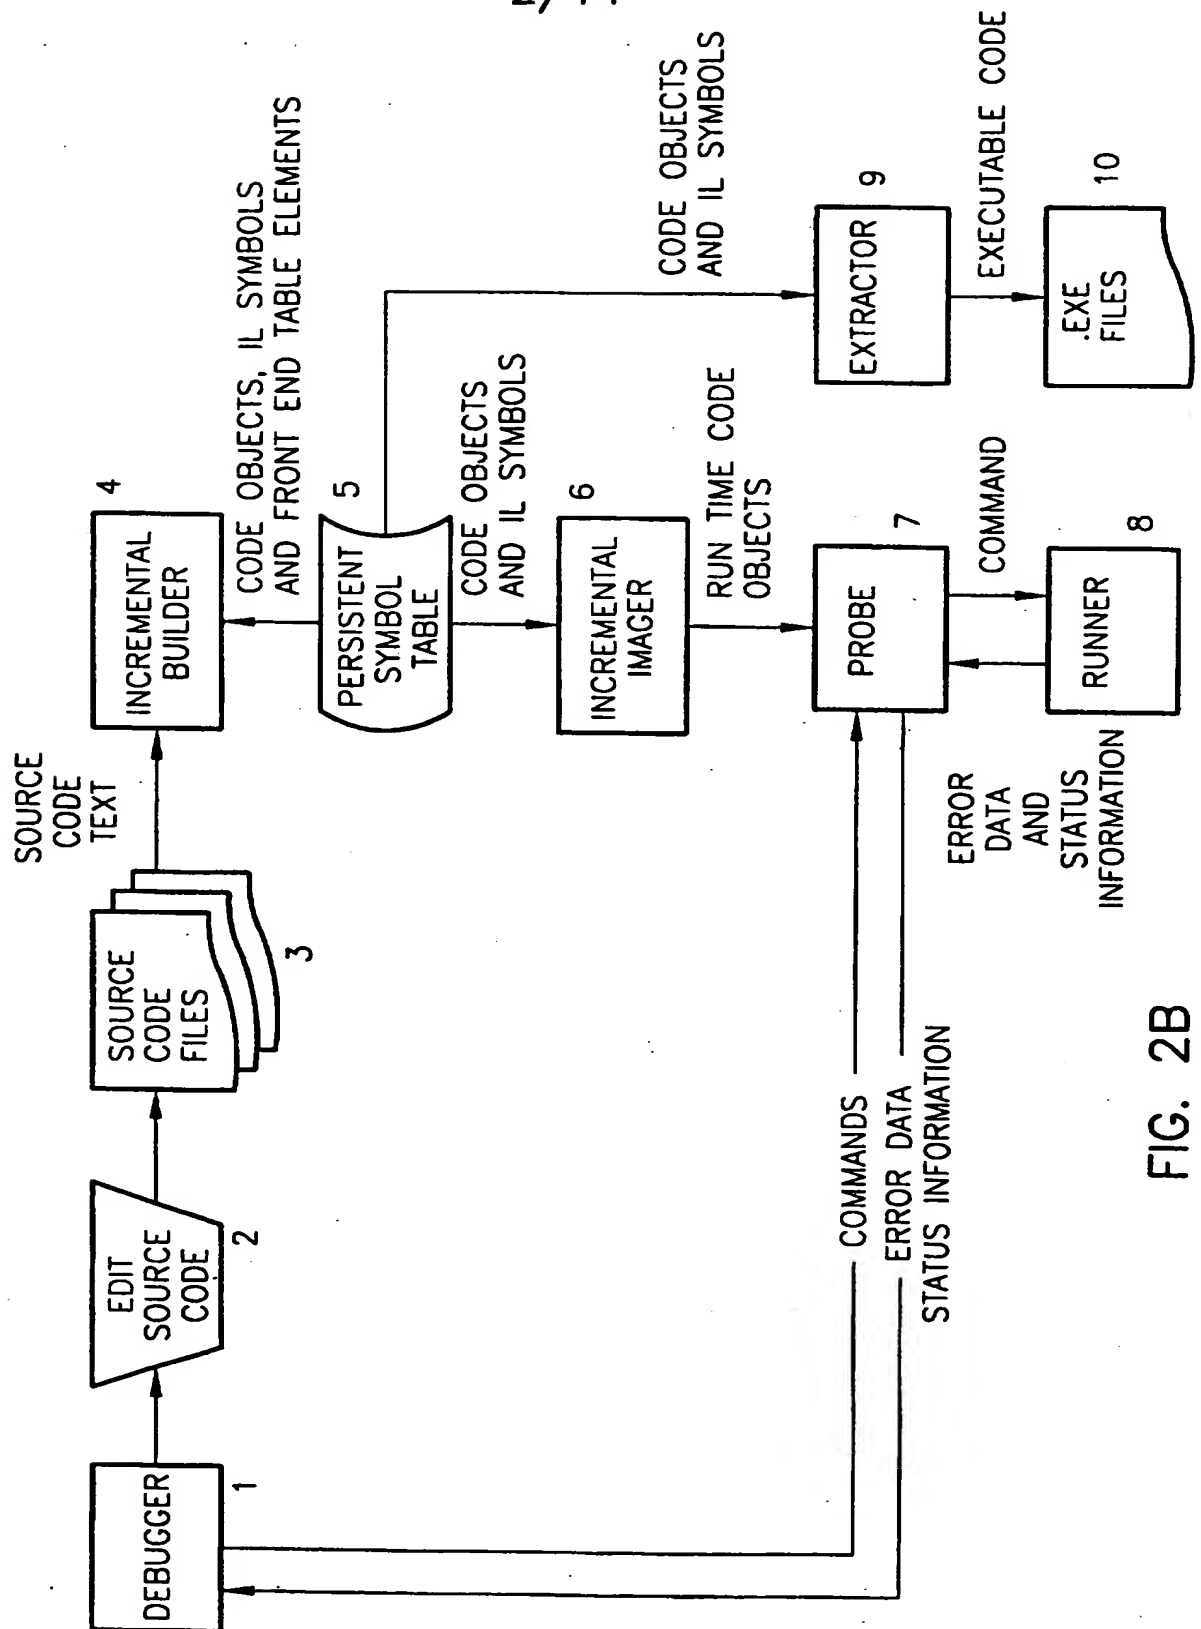 DEBUGGER
1
EDIT
SOURCE
CODE
2
SOURCE
CODE
FILES
3
SOURCE
CODE
TEXT
INCREMENTAL
BUILDER
4
CODE OBJECTS, IL SYMBOLS
AND FRONT END TABLE ELEMENTS
PERSISTENT
SYMBOL
TABLE
5
CODE OBJECTS
AND IL SYMBOLS
CODE OBJECTS
AND IL SYMBOLS
INCREMENTAL
IMAGER
6
RUN TIME CODE
OBJECTS
EXTRACTOR
9
COMMANDS
ERROR DATA
STATUS INFORMATION
PROBE
7
EXECUTABLE CODE
ERROR
DATA
AND
STATUS
INFORMATION
COMMAND
RUNNER
8
.EXE
FILES
10
FIG. 2B